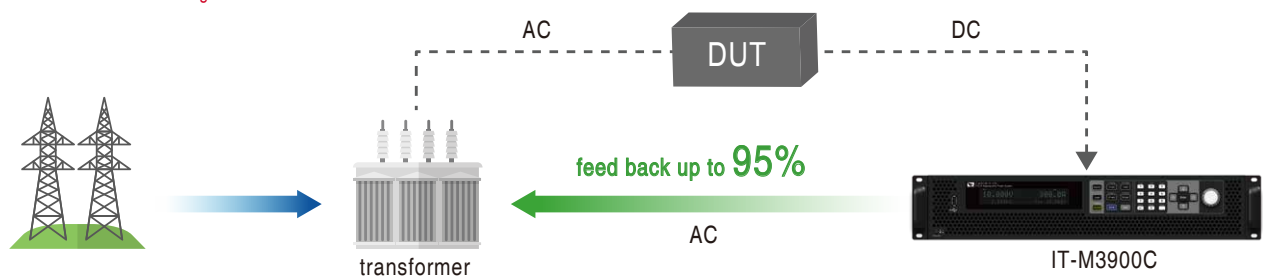 AC
DUT
DC
feed back up to 95%
AC
transformer
IT-M3900C